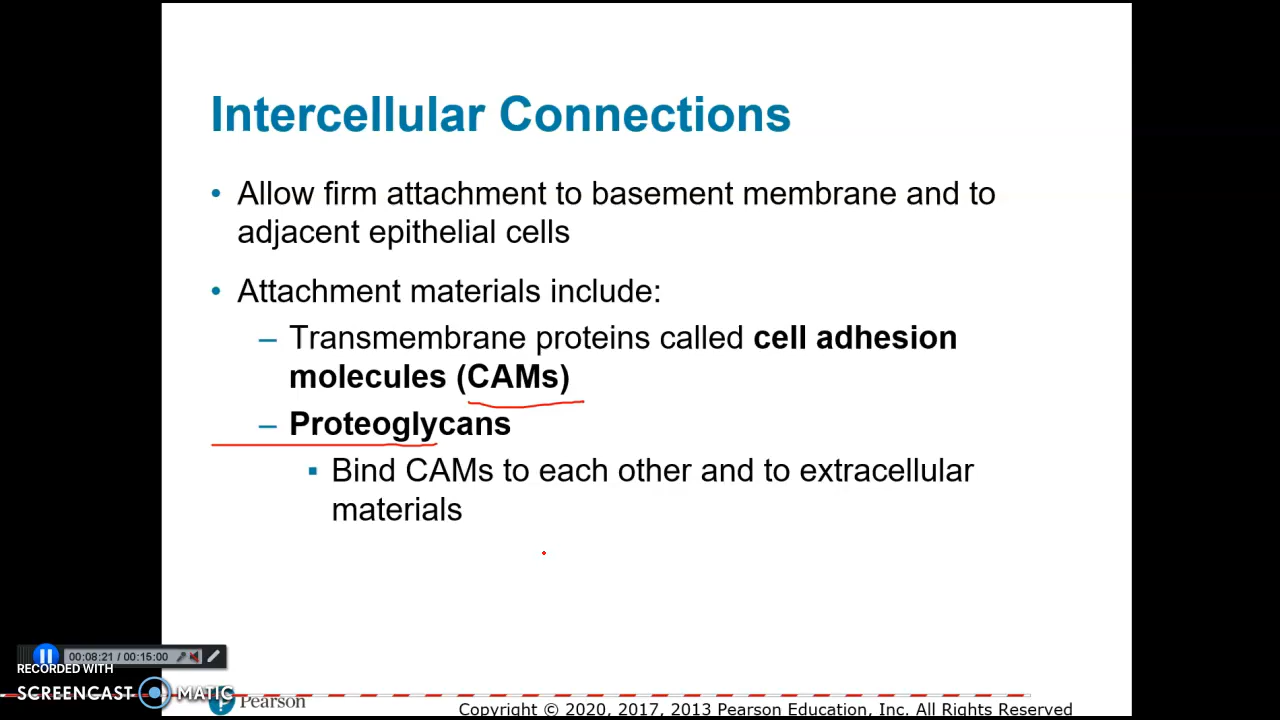 Intercellular Connections
• Allow firm attachment to basement membrane and to
adjacent epithelial cells
• Attachment materials include:
– Transmembrane proteins called cell adhesion
molecules (CAMs)
– Proteoglycans
▪ Bind CAMs to each other and to extracellular
materials
00:08:21 / 00:15:00
RECORDED WITH
SCREENCAST MATIC
Pearson
Copyright © 2020, 2017, 2013 Pearson Education, Inc. All Rights Reserved